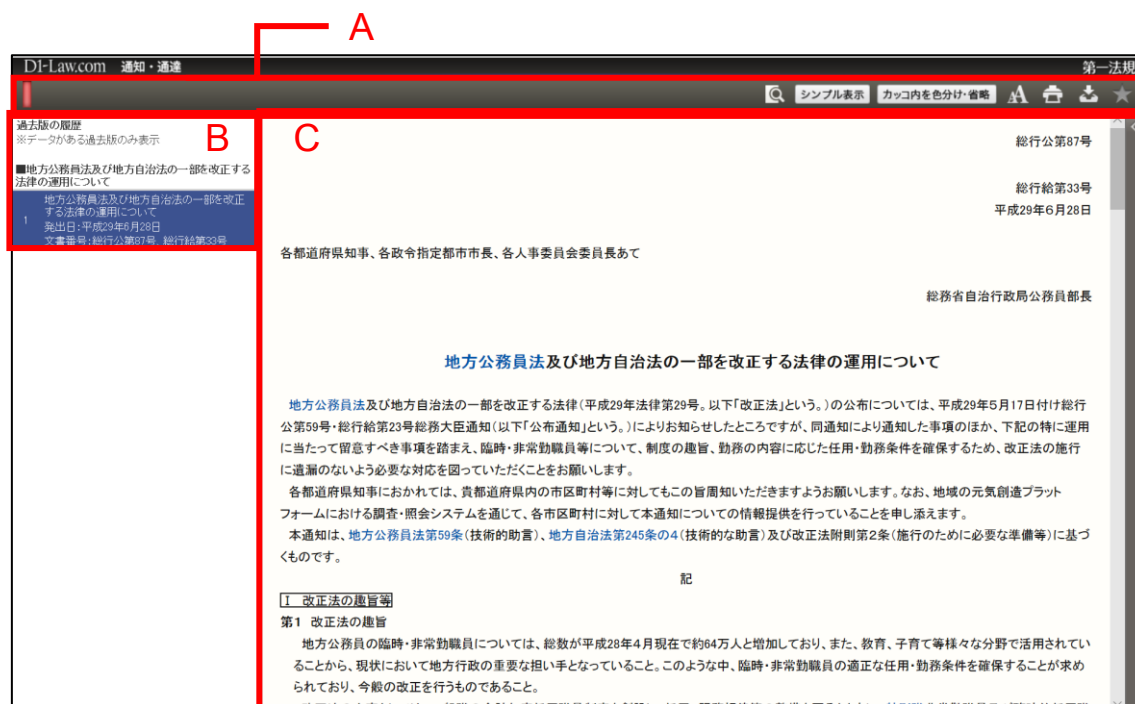 A
D1-Law.com 通知・通達
第一法規
シンプル表示 カッコ内を色分け・省略 AA
B
過去版の履歴
※データがある過去版のみ表示
■地方公務員法及び地方自治法の一部を改正する
法律の運用について
1
地方公務員法及び地方自治法の一部を改正
する法律の運用について
発出日:平成29年6月28日
文書番号:総行公第87号、総行給第33号
C
総行公第87号
総行給第33号
平成29年6月28日
各都道府県知事、各政令指定都市市長、各人事委員会委員長あて
総務省自治行政局公務員部長
地方公務員法及び地方自治法の一部を改正する法律の運用について
地方公務員法及び地方自治法の一部を改正する法律(平成29年法律第29号。以下「改正法」という。)の公布については、平成29年5月17日付け総行
公第59号・総行給第23号総務大臣通知(以下「公布通知」という。)によりお知らせしたところですが、同通知により通知した事項のほか、下記の特に運用
に当たって留意すべき事項を踏まえ、臨時・非常勤職員等について、制度の趣旨、勤務の内容に応じた任用・勤務条件を確保するため、改正法の施行
に遺漏のないよう必要な対応を図っていただくことをお願いします。
各都道府県知事におかれては、貴都道府県内の市区町村等に対してもこの旨周知いただきますようお願いします。なお、地域の元気創造プラット
フォームにおける調査・照会システムを通じて、各市区町村に対して本通知についての情報提供を行っていることを申し添えます。
本通知は、地方公務員法第59条(技術的助言)、地方自治法第245条の4(技術的な助言)及び改正法附則第2条(施行のために必要な準備等)に基づ
くものです。
記
Ⅰ 改正法の趣旨等
第1 改正法の趣旨
地方公務員の臨時・非常勤職員については、総数が平成28年4月現在で約64万人と増加しており、また、教育、子育て等様々な分野で活用されてい
ることから、現状において地方行政の重要な担い手となっていること。このような中、臨時・非常勤職員の適正な任用・勤務条件を確保することが求め
られており、今般の改正を行うものであること。